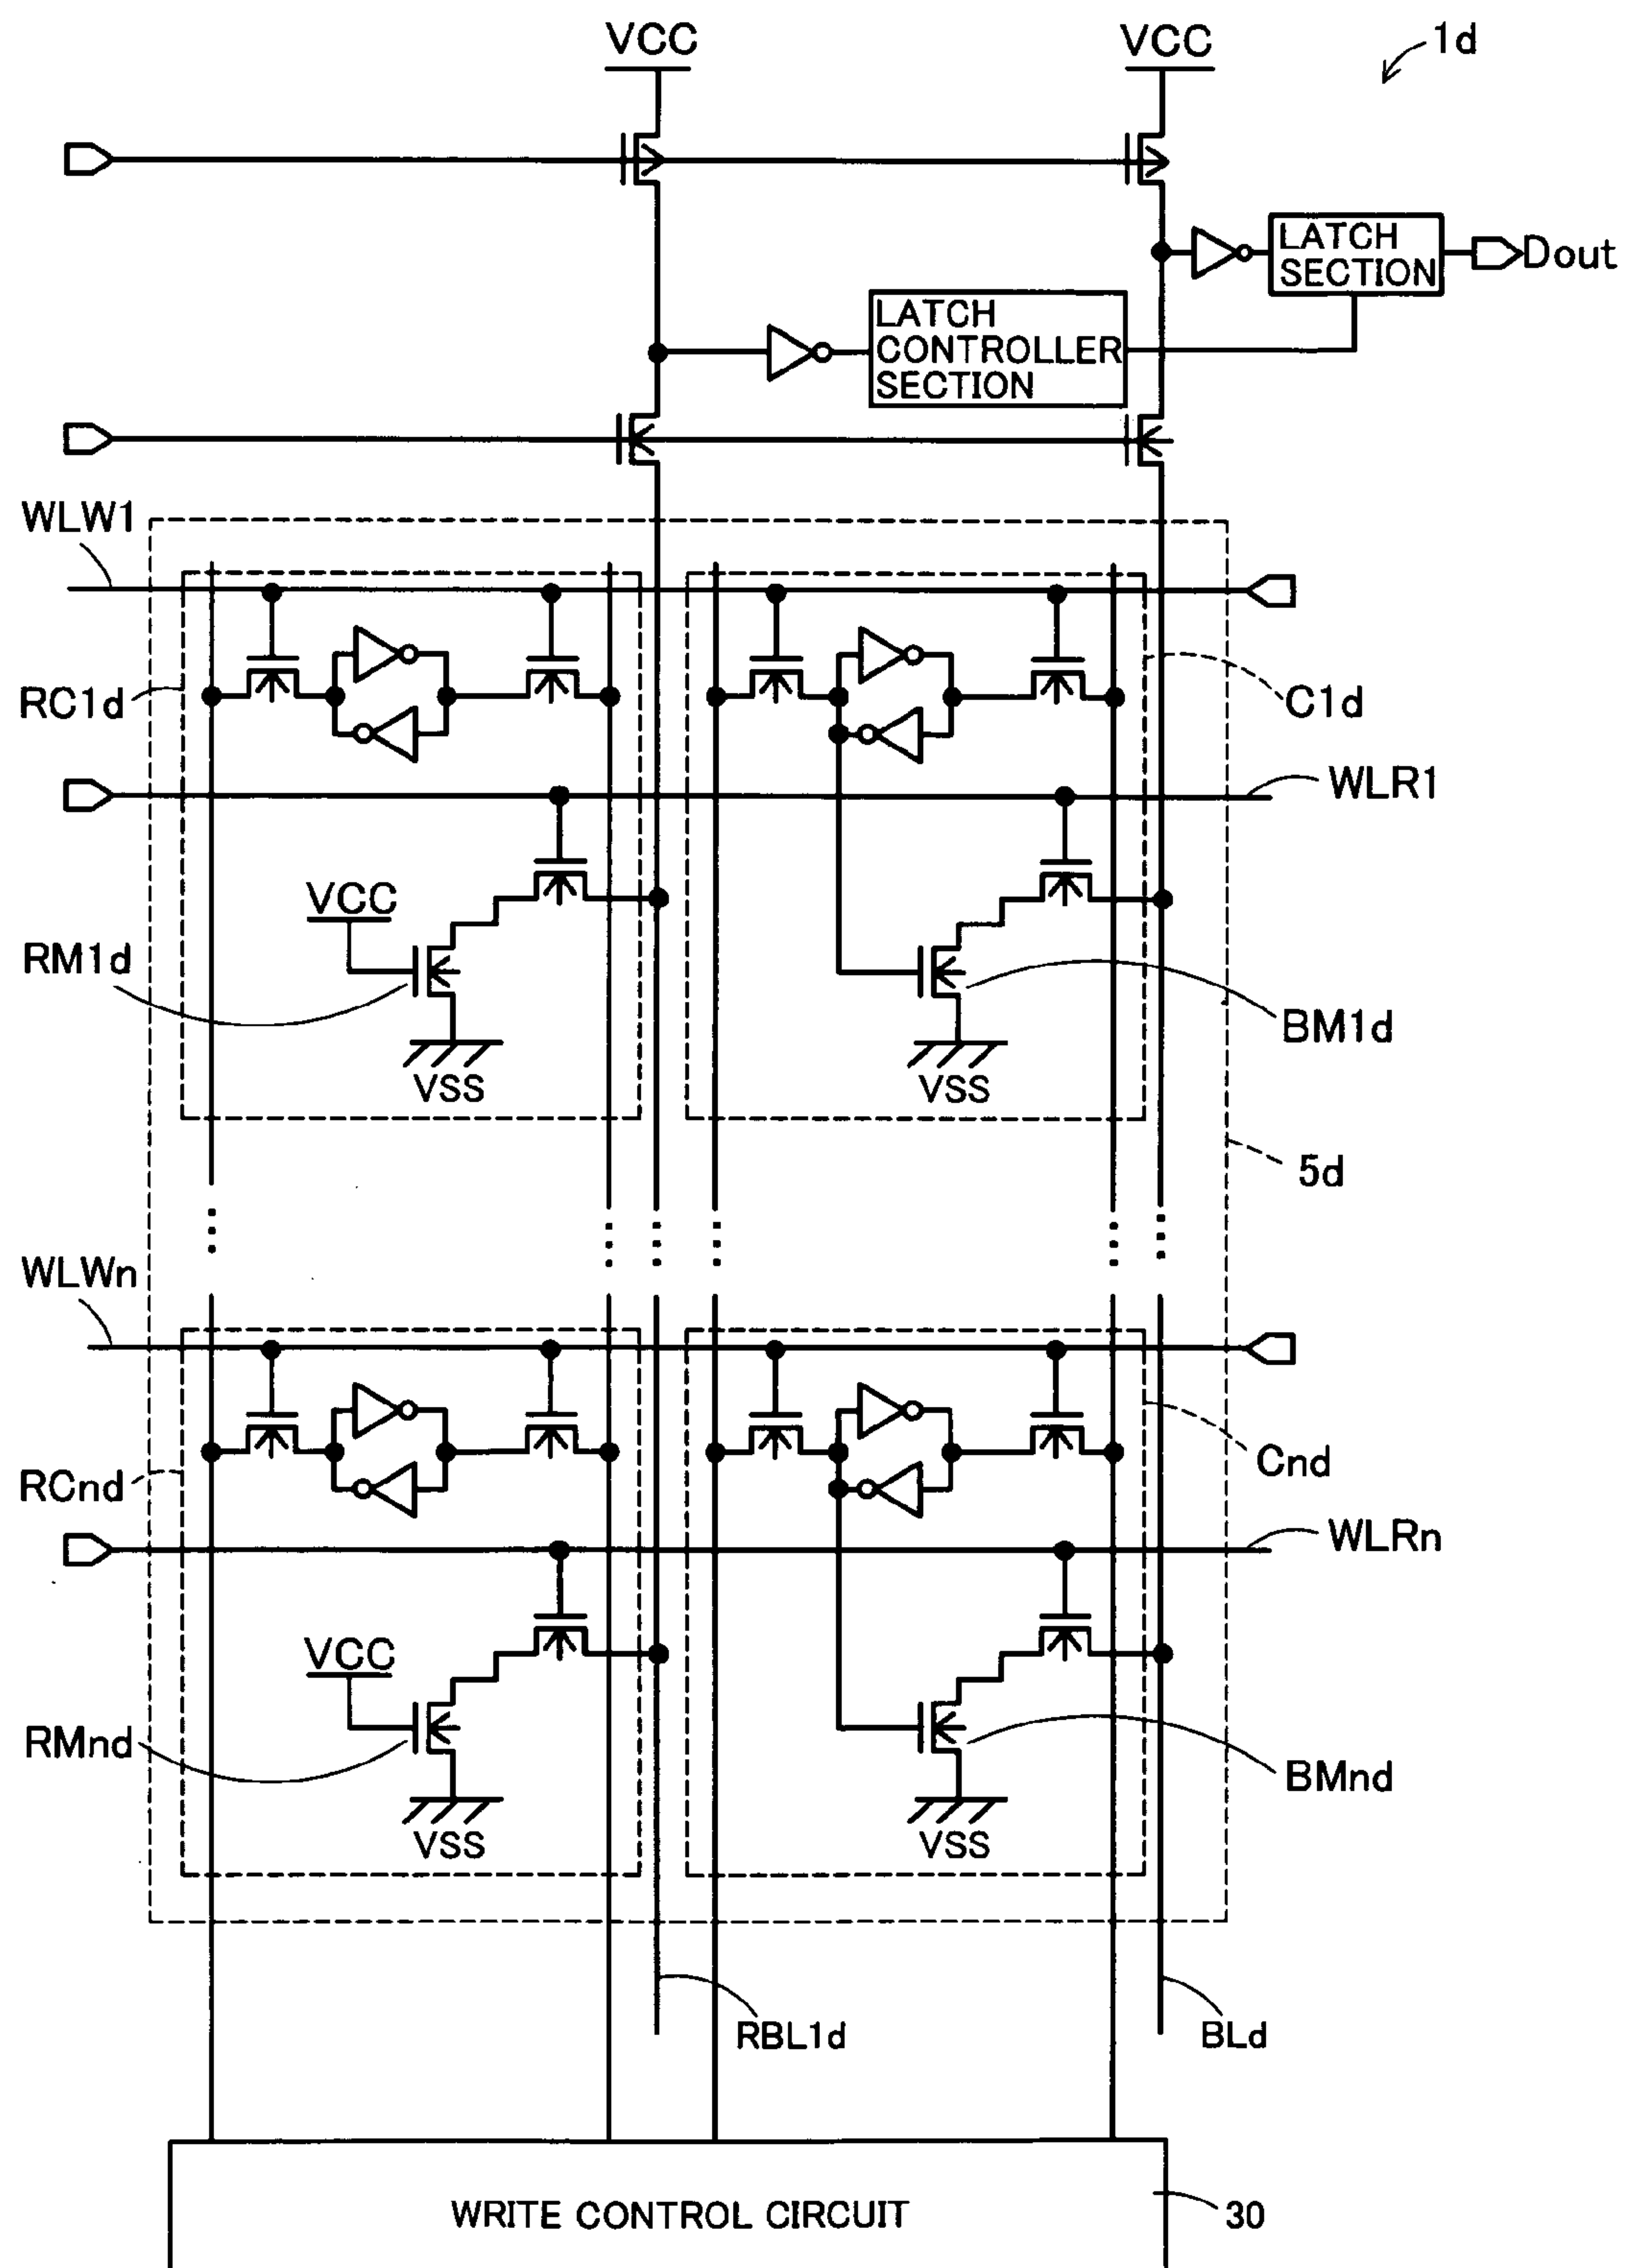 VCC
VCC
1d
LATCH
SECTION
Dout
LATCH
CONTROLLER
SECTION
WLW1
RC1d
C1d
WLR1
VCC
RM1d
BM1d
VSS
VSS
5d
WLWn
RCnd
Cnd
WLRn
VCC
RMnd
BMnd
VSS
VSS
RBL1d
BLd
WRITE CONTROL CIRCUIT
30